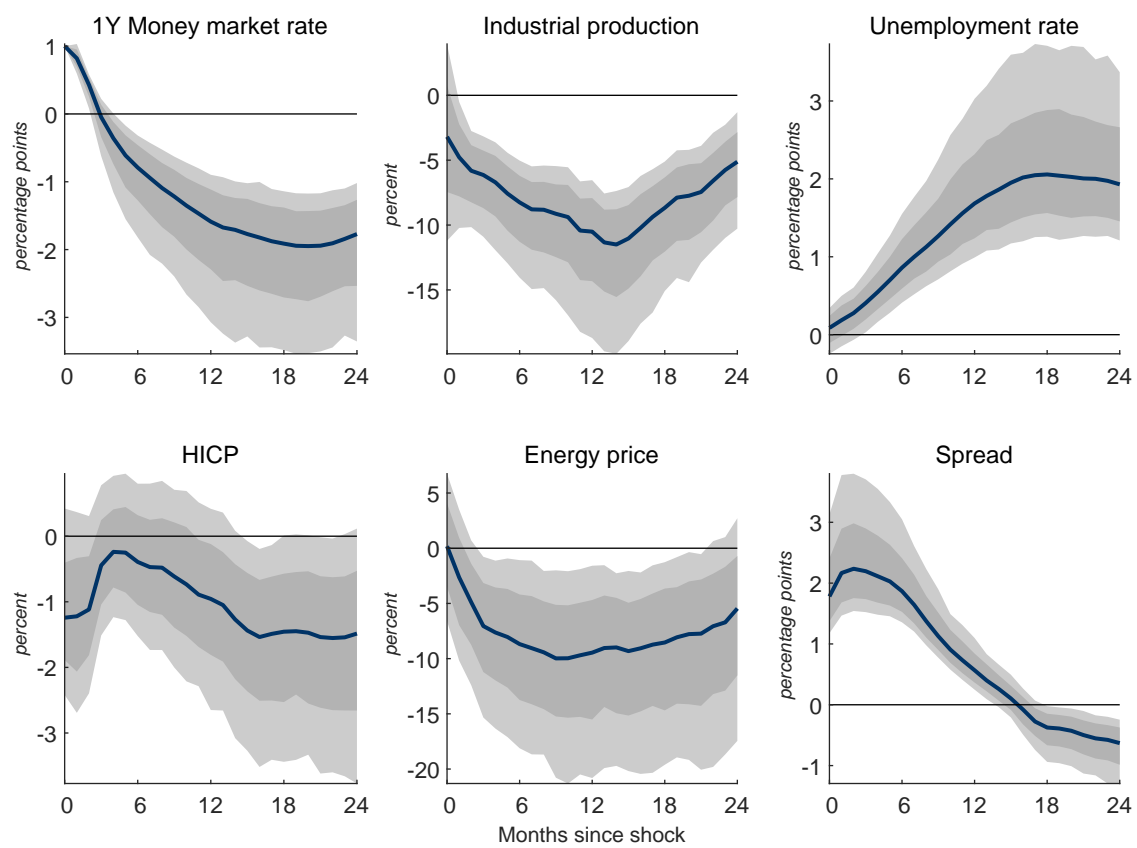 1Y Money market rate
Industrial production
Unemployment rate
percentage points
1
0
-1
-2
-3
0 6 12 18 24
percent
0
-5
-10
-15
0 6 12 18 24
percentage points
3
2
1
0
0 6 12 18 24
HICP
Energy price
Spread
percent
0
-1
-2
-3
0 6 12 18 24
percent
5
0
-5
-10
-15
-20
0 6 12 18 24
Months since shock
percentage points
3
2
1
0
-1
0 6 12 18 24